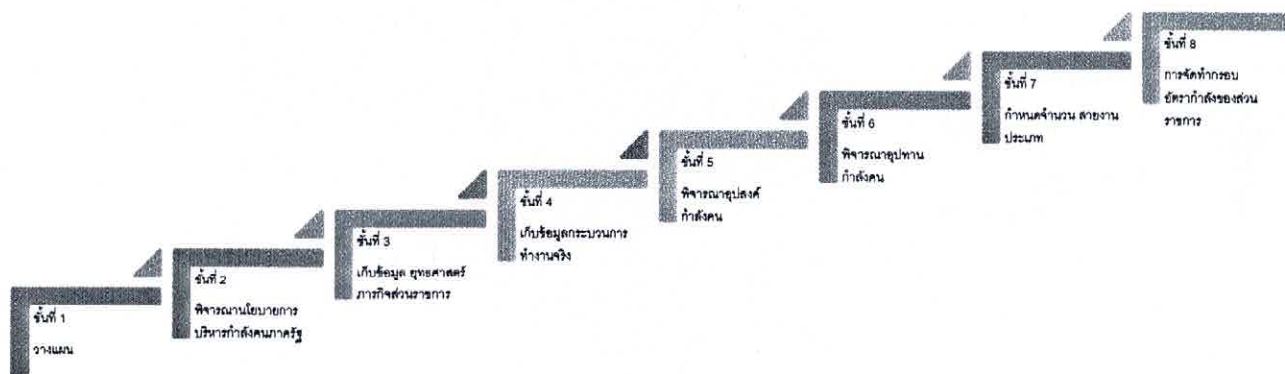 ขั้นที่ 1
วางแผน
ขั้นที่ 2
พิจารณานโยบายการ
บริหารกำลังคนภาครัฐ
ขั้นที่ 3
เก็บข้อมูล ยุทธศาสตร์
ภารกิจส่วนราชการ
ขั้นที่ 4
เก็บข้อมูลกระบวนการ
ทำงานจริง
ขั้นที่ 5
พิจารณาอุปสงค์
กำลังคน
ขั้นที่ 6
พิจารณาอุปทาน
กำลังคน
ขั้นที่ 7
กำหนดจำนวน สายงาน
ประเภท
ขั้นที่ 8
การจัดทำกรอบ
อัตรากำลังของส่วน
ราชการ